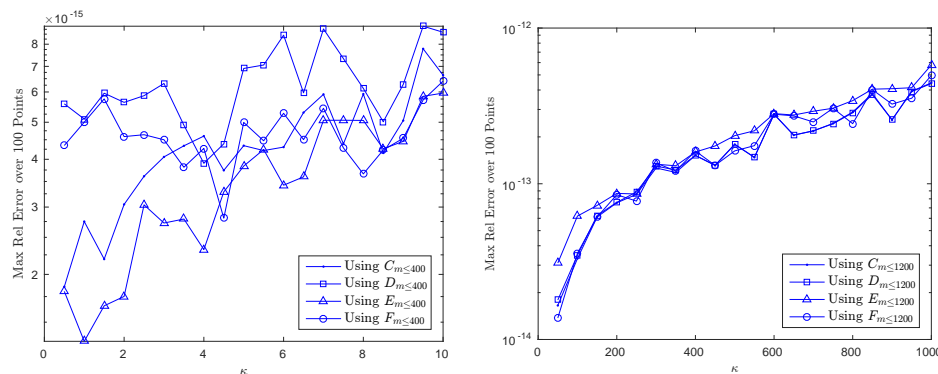 ×10^-15
8
7
6
5
4
3
2
Max Rel Error over 100 Points
0 2 4 6 8 10
κ
Using C_{m≤400}
Using D_{m≤400}
Using E_{m≤400}
Using F_{m≤400}
10^-12
10^-13
10^-14
Max Rel Error over 100 Points
0 200 400 600 800 1000
κ
Using C_{m≤1200}
Using D_{m≤1200}
Using E_{m≤1200}
Using F_{m≤1200}